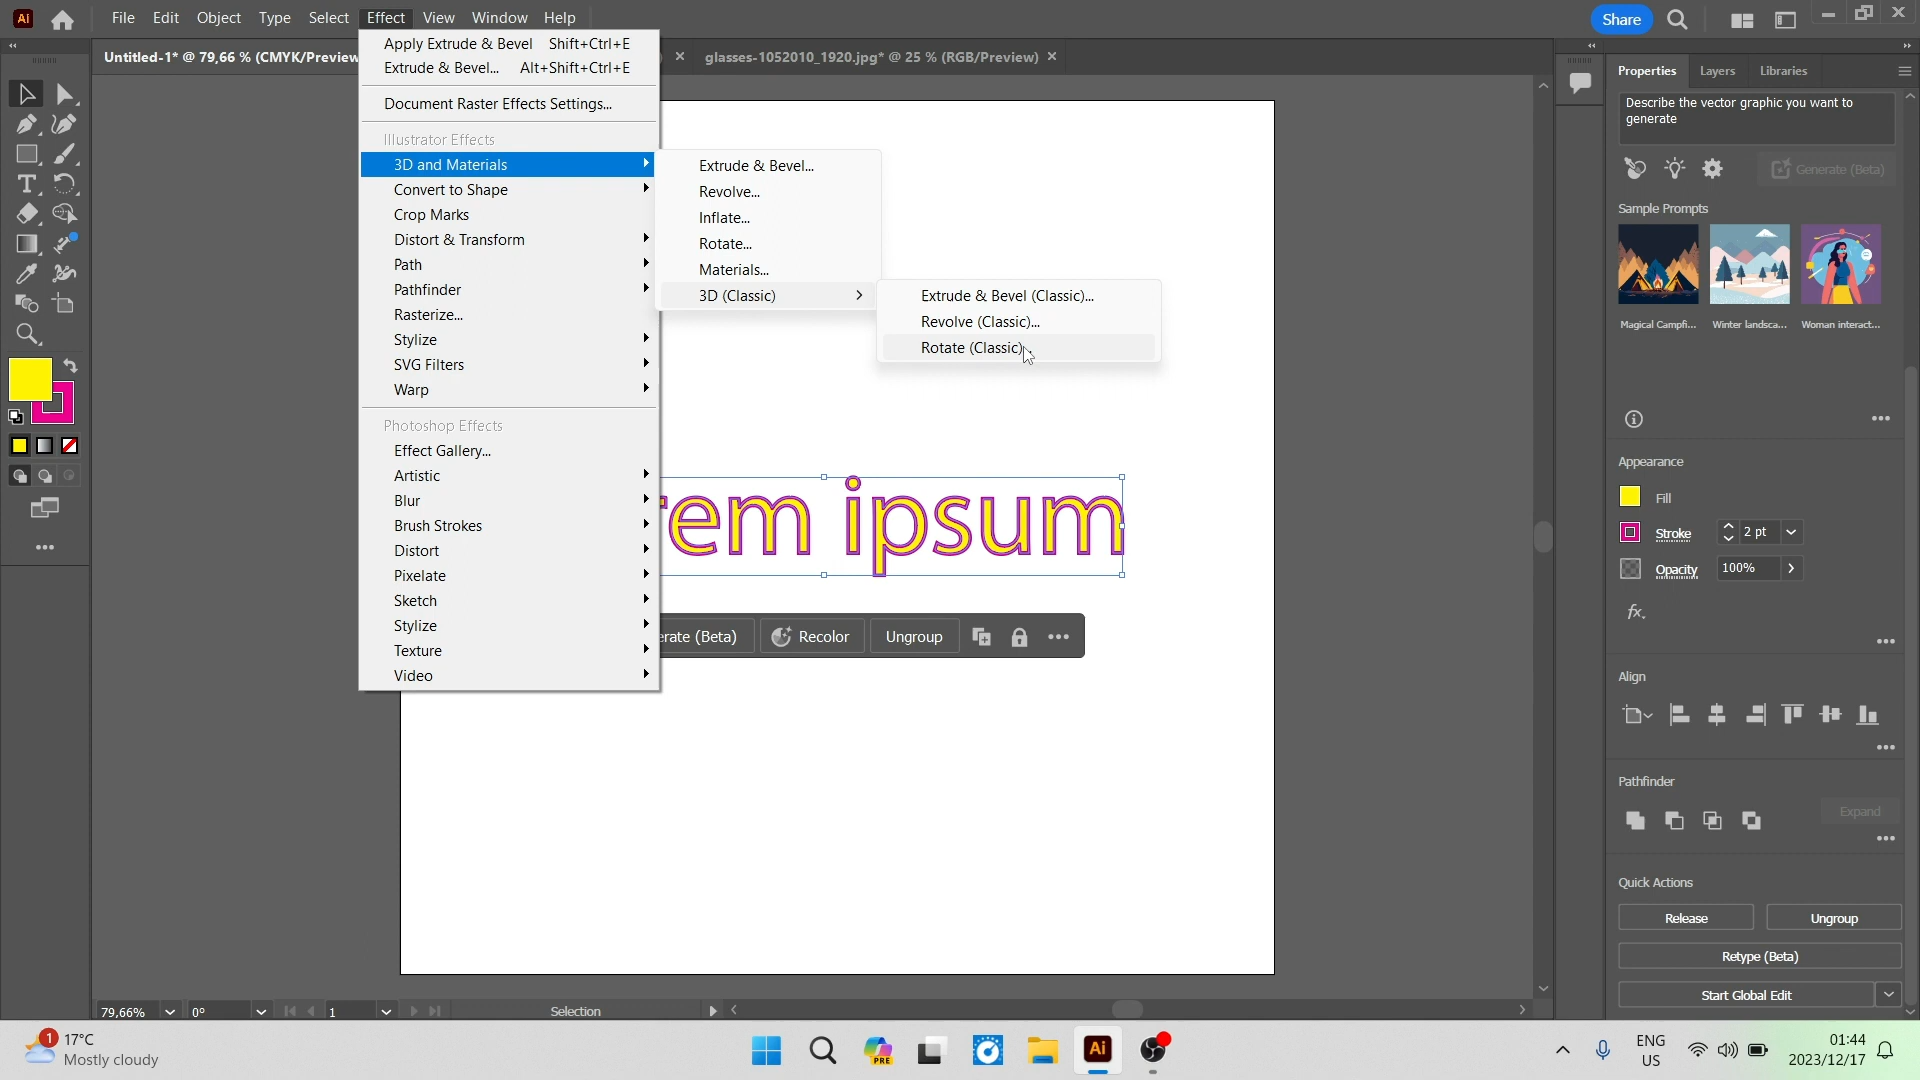 Ai File Edit Object Type Select Effect View Window Help Share
Untitled-1* @ 79,66 % (CMYK/Preview
glasses-1052010_1920.jpg* @ 25 % (RGB/Preview)
Apply Extrude & Bevel Shift+Ctrl+E
Extrude & Bevel... Alt+Shift+Ctrl+E
Document Raster Effects Settings...
Illustrator Effects
3D and Materials
Convert to Shape
Crop Marks
Distort & Transform
Path
Pathfinder
Rasterize...
Stylize
SVG Filters
Warp
Photoshop Effects
Effect Gallery...
Artistic
Blur
Brush Strokes
Distort
Pixelate
Sketch
Stylize
Texture
Video
Extrude & Bevel...
Revolve...
Inflate...
Rotate...
Materials...
3D (Classic)
Extrude & Bevel (Classic)...
Revolve (Classic)...
Rotate (Classic)
rem ipsum
erate (Beta) Recolor Ungroup
Properties Layers Libraries
Describe the vector graphic you want to
generate
Generate (Beta)
Sample Prompts
Magical Campfi... Winter landsca... Woman interact...
Appearance
Fill
Stroke 2 pt
Opacity 100%
fx.
Align
Pathfinder
Expand
Quick Actions
Release Ungroup
Retype (Beta)
Start Global Edit
79,66% 0° 1 Selection
1 17°C
Mostly cloudy
PRE
Ai
ENG
US
01:44
2023/12/17